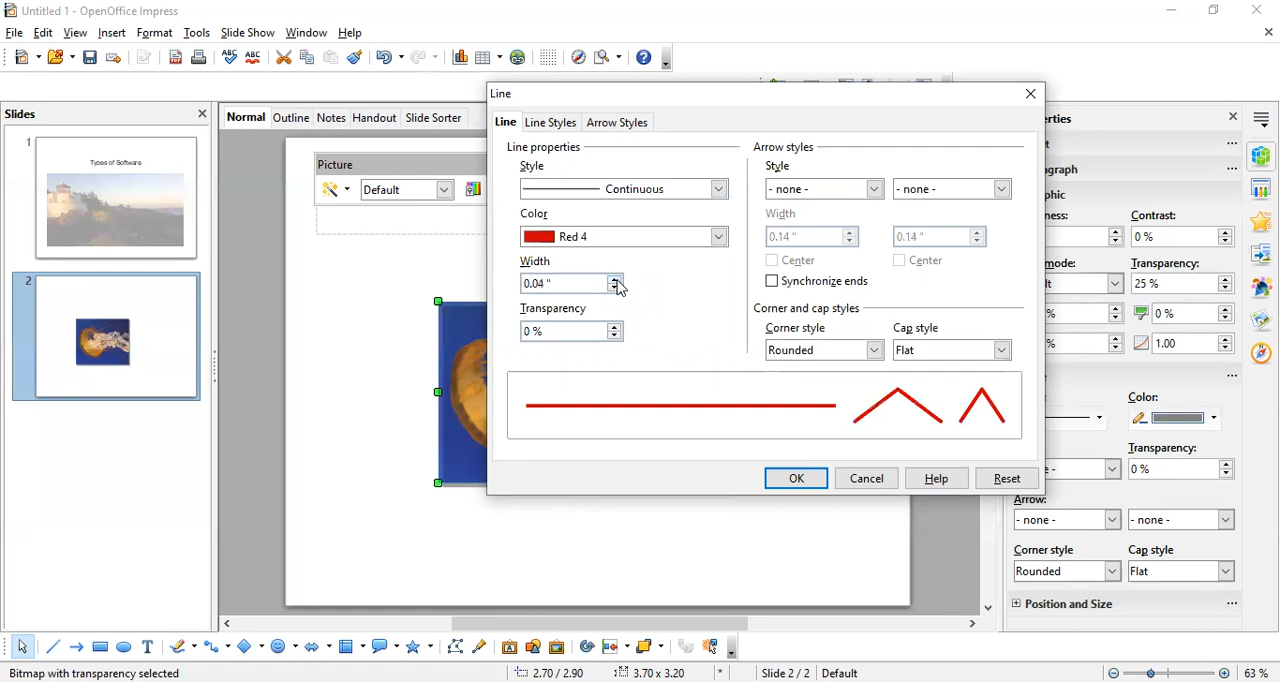 Untitled 1 - OpenOffice Impress
File Edit View Insert Format Tools Slide Show Window Help
Slides
Normal Outline Notes Handout Slide Sorter
1
Types of Software
2
Picture
Default
Line
Line Line Styles Arrow Styles
Line properties
Style
Continuous
Color
Red 4
Width
0.04 "
Transparency
0 %
Arrow styles
Style
- none - - none -
Width
0.14 " 0.14 "
Center Center
Synchronize ends
Corner and cap styles
Corner style Cap style
Rounded Flat
OK Cancel Help Reset
erties
t
agraph
phic
ness: Contrast:
0 %
mode: Transparency:
lt 25 %
% 0 %
% 1.00
Color:
Transparency:
e - 0 %
Arrow:
- none - - none -
Corner style Cap style
Rounded Flat
Position and Size
Bitmap with transparency selected 2.70 / 2.90 3.70 x 3.20 * Slide 2 / 2 Default 63 %